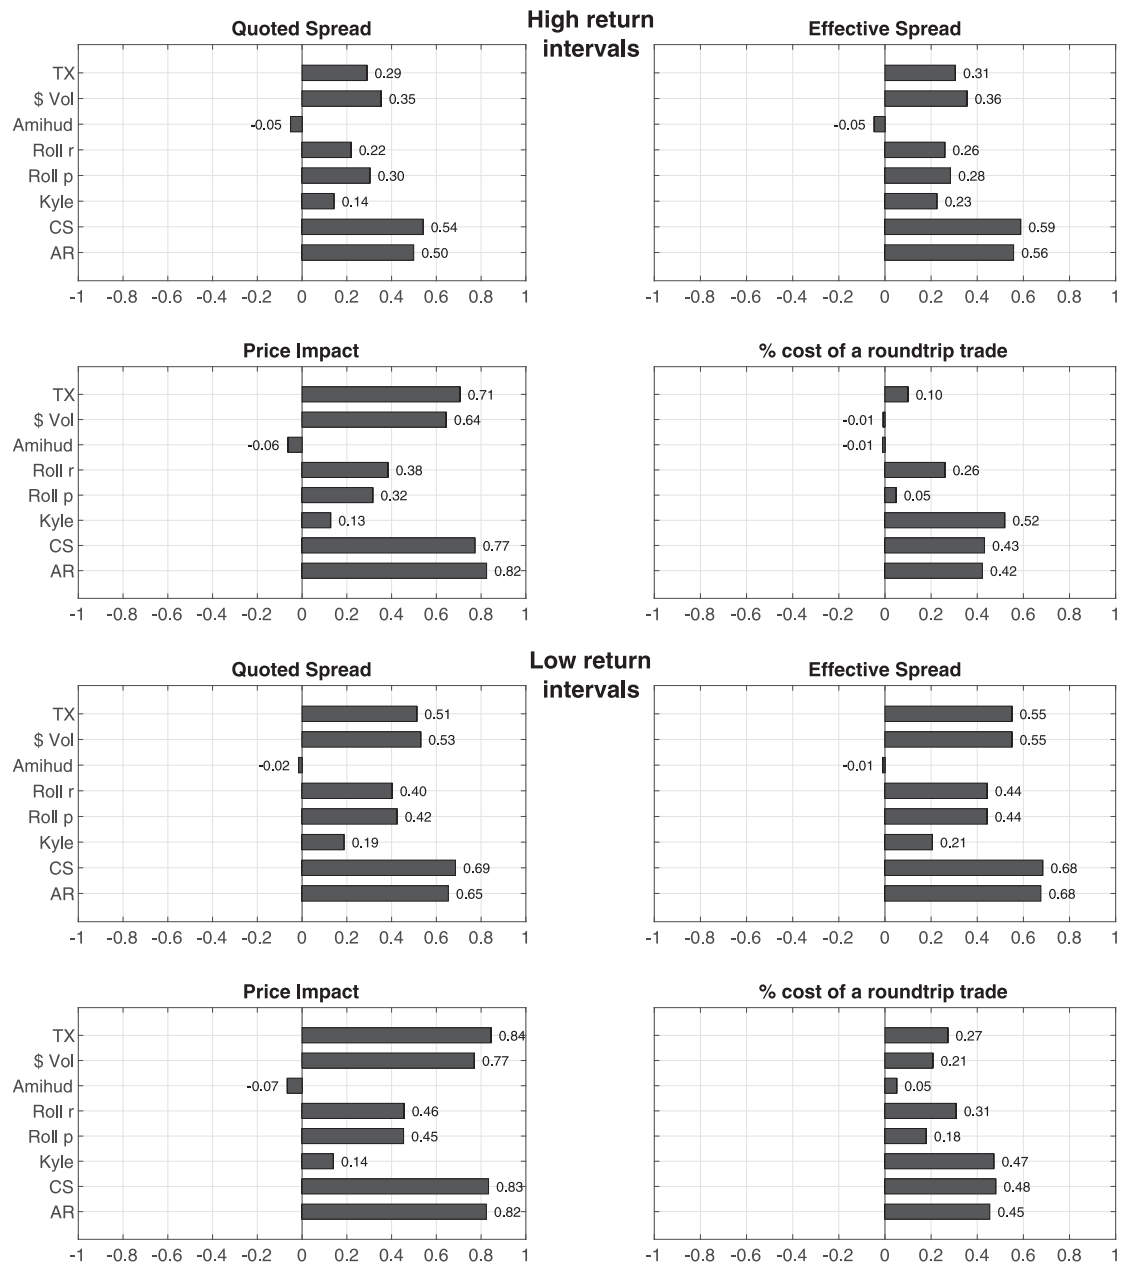 High return
intervals
Quoted Spread
TX
$ Vol
Amihud
Roll r
Roll p
Kyle
CS
AR
0.29
0.35
-0.05
0.22
0.30
0.14
0.54
0.50
-1 -0.8 -0.6 -0.4 -0.2 0 0.2 0.4 0.6 0.8 1
Effective Spread
0.31
0.36
-0.05
0.26
0.28
0.23
0.59
0.56
-1 -0.8 -0.6 -0.4 -0.2 0 0.2 0.4 0.6 0.8 1
Price Impact
TX
$ Vol
Amihud
Roll r
Roll p
Kyle
CS
AR
0.71
0.64
-0.06
0.38
0.32
0.13
0.77
0.82
-1 -0.8 -0.6 -0.4 -0.2 0 0.2 0.4 0.6 0.8 1
% cost of a roundtrip trade
0.10
-0.01
-0.01
0.26
0.05
0.52
0.43
0.42
-1 -0.8 -0.6 -0.4 -0.2 0 0.2 0.4 0.6 0.8 1
Low return
intervals
Quoted Spread
TX
$ Vol
Amihud
Roll r
Roll p
Kyle
CS
AR
0.51
0.53
-0.02
0.40
0.42
0.19
0.69
0.65
-1 -0.8 -0.6 -0.4 -0.2 0 0.2 0.4 0.6 0.8 1
Effective Spread
0.55
0.55
-0.01
0.44
0.44
0.21
0.68
0.68
-1 -0.8 -0.6 -0.4 -0.2 0 0.2 0.4 0.6 0.8 1
Price Impact
TX
$ Vol
Amihud
Roll r
Roll p
Kyle
CS
AR
0.84
0.77
-0.07
0.46
0.45
0.14
0.83
0.82
-1 -0.8 -0.6 -0.4 -0.2 0 0.2 0.4 0.6 0.8 1
% cost of a roundtrip trade
0.27
0.21
0.05
0.31
0.18
0.47
0.48
0.45
-1 -0.8 -0.6 -0.4 -0.2 0 0.2 0.4 0.6 0.8 1